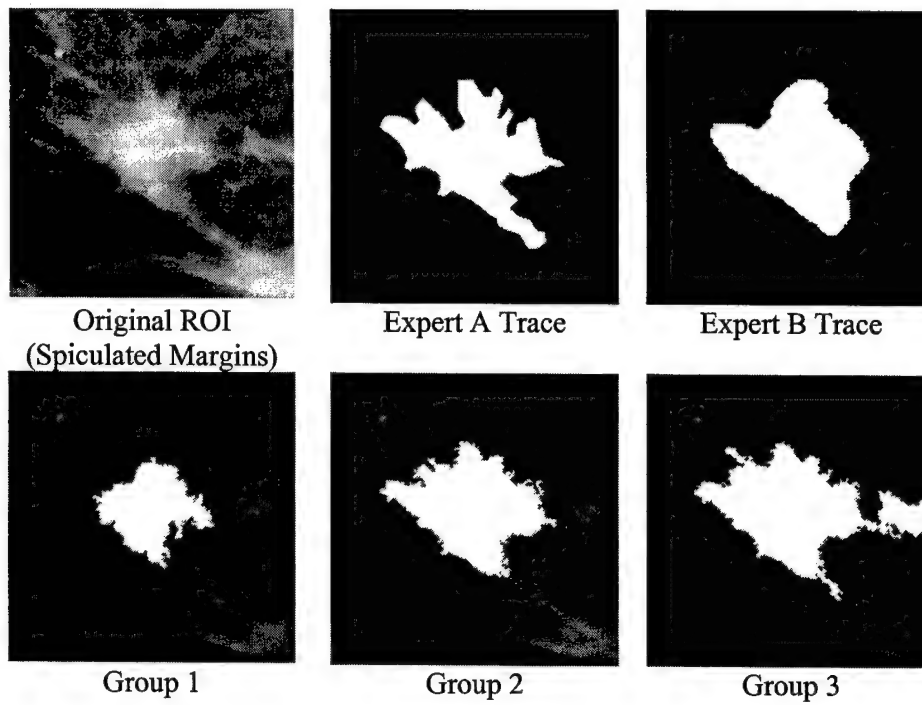 Original ROI
(Spiculated Margins)
Expert A Trace
Expert B Trace
Group 1
Group 2
Group 3